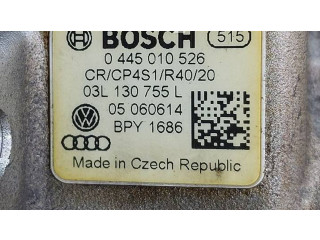 BOSCH 515
0 445 010 526
CR/CP4S1/R40/20
03L 130 755 L
05 060614
BPY 1686
Made in Czech Republic